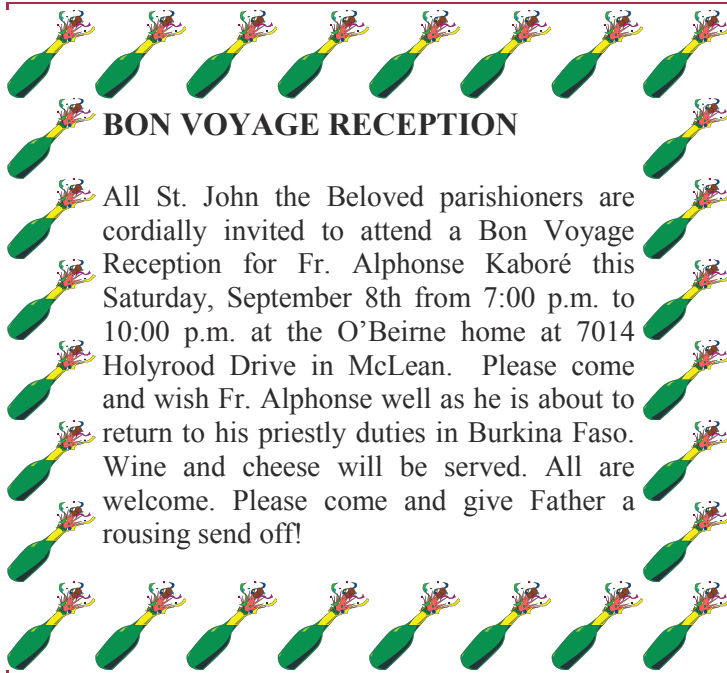 BON VOYAGE RECEPTION
All St. John the Beloved parishioners are
cordially invited to attend a Bon Voyage
Reception for Fr. Alphonse Kaboré this
Saturday, September 8th from 7:00 p.m. to
10:00 p.m. at the O’Beirne home at 7014
Holyrood Drive in McLean.  Please come
and wish Fr. Alphonse well as he is about to
return to his priestly duties in Burkina Faso.
Wine and cheese will be served. All are
welcome. Please come and give Father a
rousing send off!